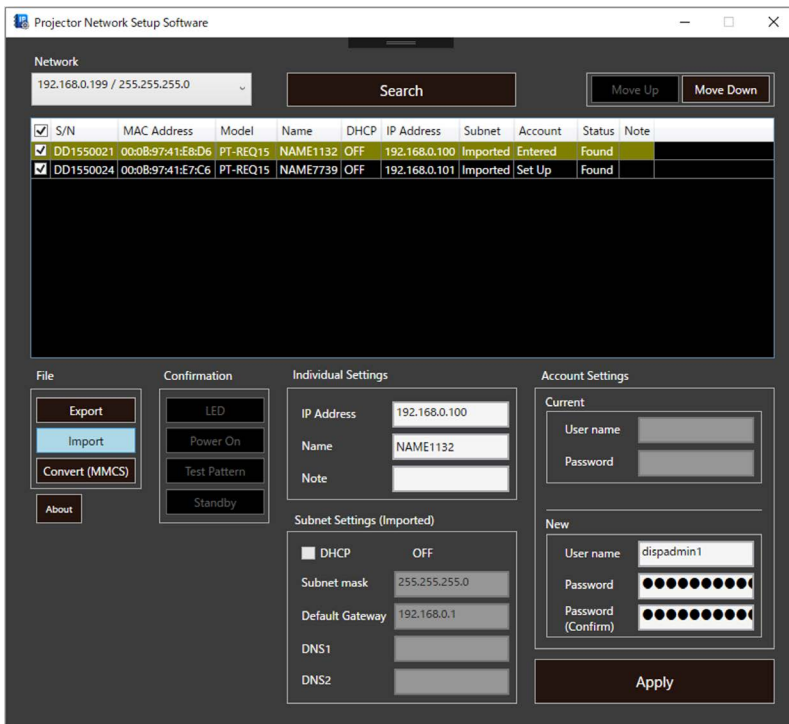 Projector Network Setup Software
Network
192.168.0.199 / 255.255.255.0
Search
Move Up
Move Down
S/N MAC Address Model Name DHCP IP Address Subnet Account Status Note
DD1550021 00:0B:97:41:E8:D6 PT-REQ15 NAME1132 OFF 192.168.0.100 Imported Entered Found
DD1550024 00:0B:97:41:E7:C6 PT-REQ15 NAME7739 OFF 192.168.0.101 Imported Set Up Found
File
Export
Import
Convert (MMCS)
About
Confirmation
LED
Power On
Test Pattern
Standby
Individual Settings
IP Address 192.168.0.100
Name NAME1132
Note
Subnet Settings (Imported)
DHCP OFF
Subnet mask 255.255.255.0
Default Gateway 192.168.0.1
DNS1
DNS2
Account Settings
Current
User name
Password
New
User name dispadmin1
Password ●●●●●●●●●●
Password
(Confirm) ●●●●●●●●●●
Apply